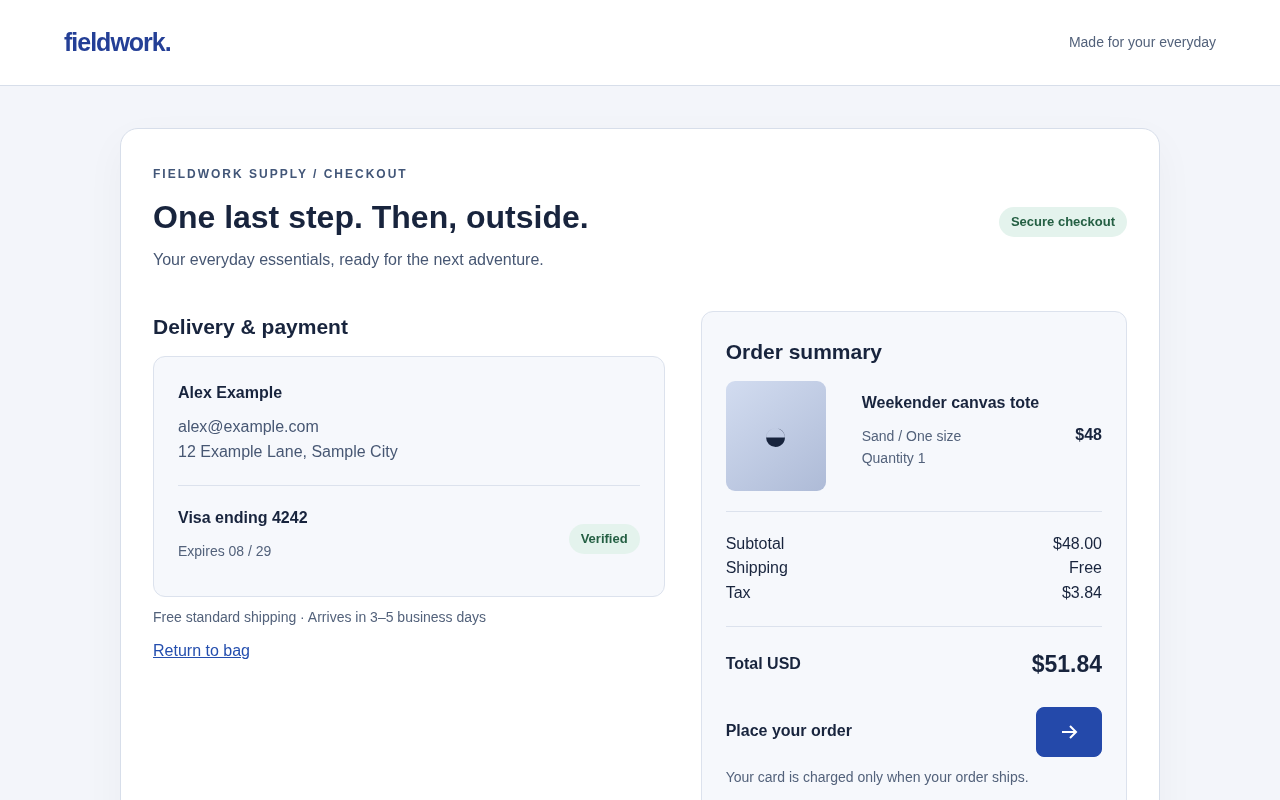 fieldwork.
Made for your everyday
FIELDWORK SUPPLY / CHECKOUT
One last step. Then, outside.
Secure checkout
Your everyday essentials, ready for the next adventure.
Delivery & payment
Alex Example
alex@example.com
12 Example Lane, Sample City
Visa ending 4242
Expires 08 / 29
Verified
Free standard shipping · Arrives in 3–5 business days
Return to bag
Order summary
Weekender canvas tote
Sand / One size
Quantity 1
$48
Subtotal $48.00
Shipping Free
Tax $3.84
Total USD $51.84
Place your order
Your card is charged only when your order ships.